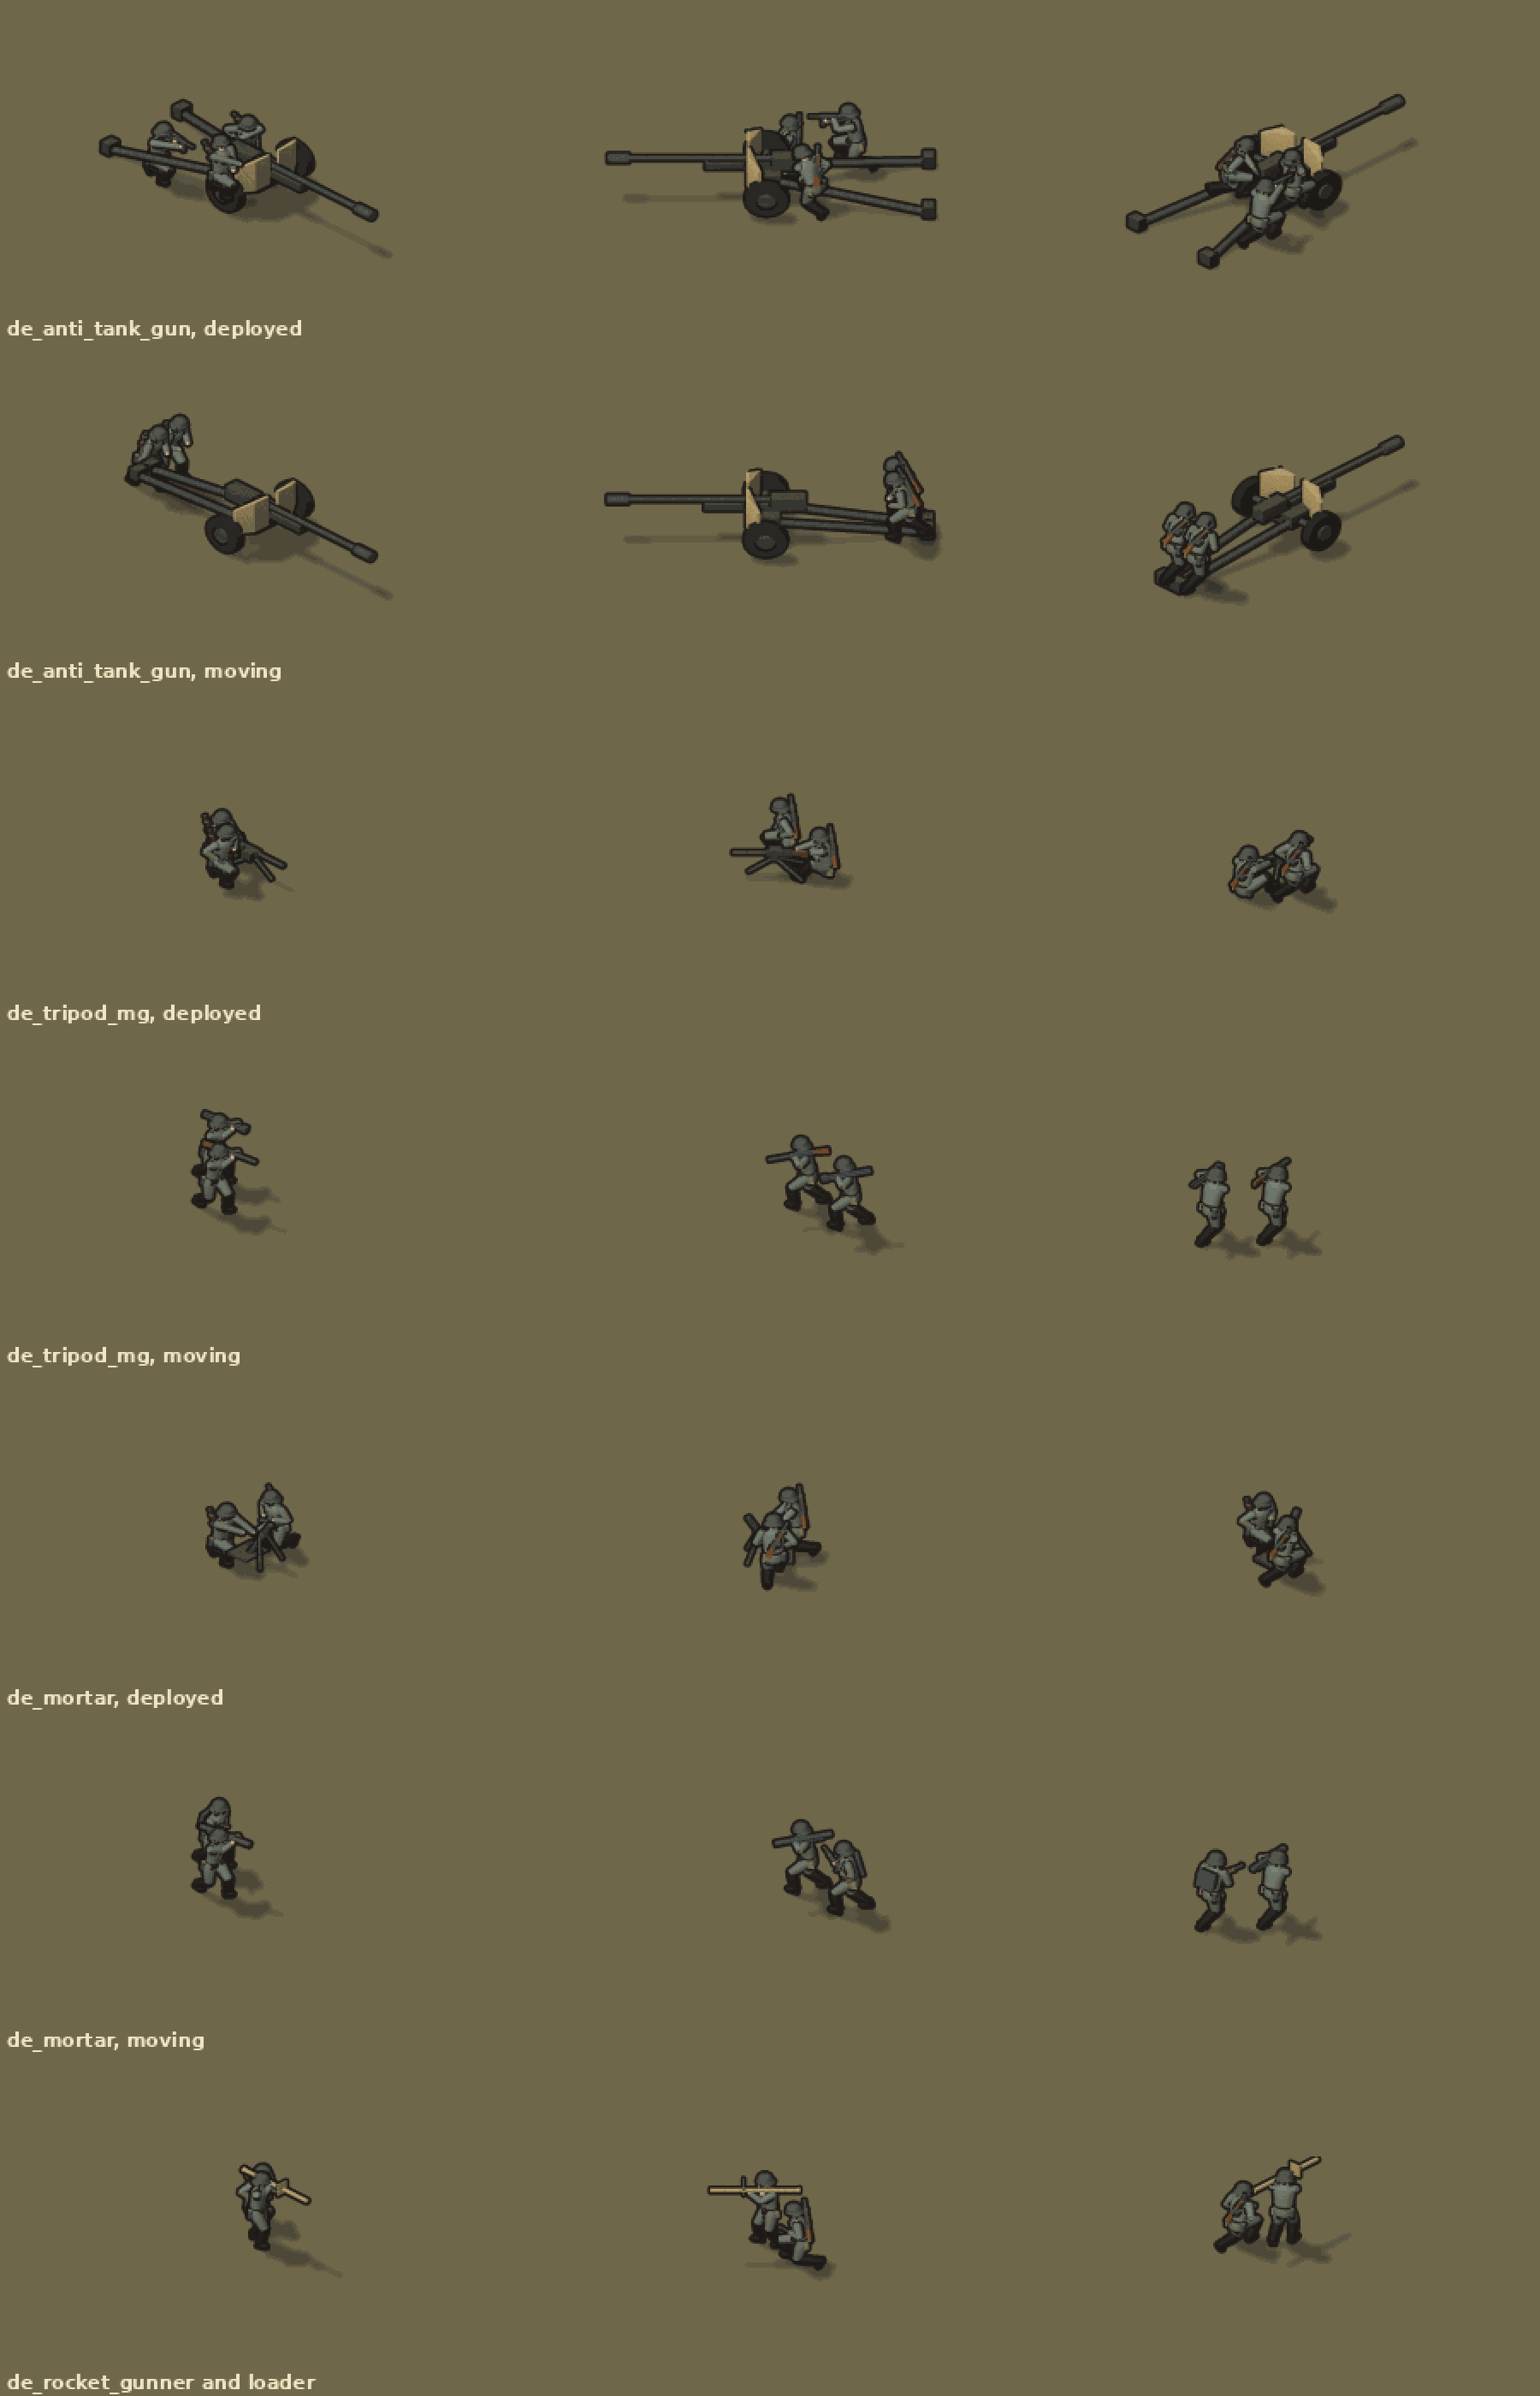 de_anti_tank_gun, deployed
de_anti_tank_gun, moving
de_tripod_mg, deployed
de_tripod_mg, moving
de_mortar, deployed
de_mortar, moving
de_rocket_gunner and loader